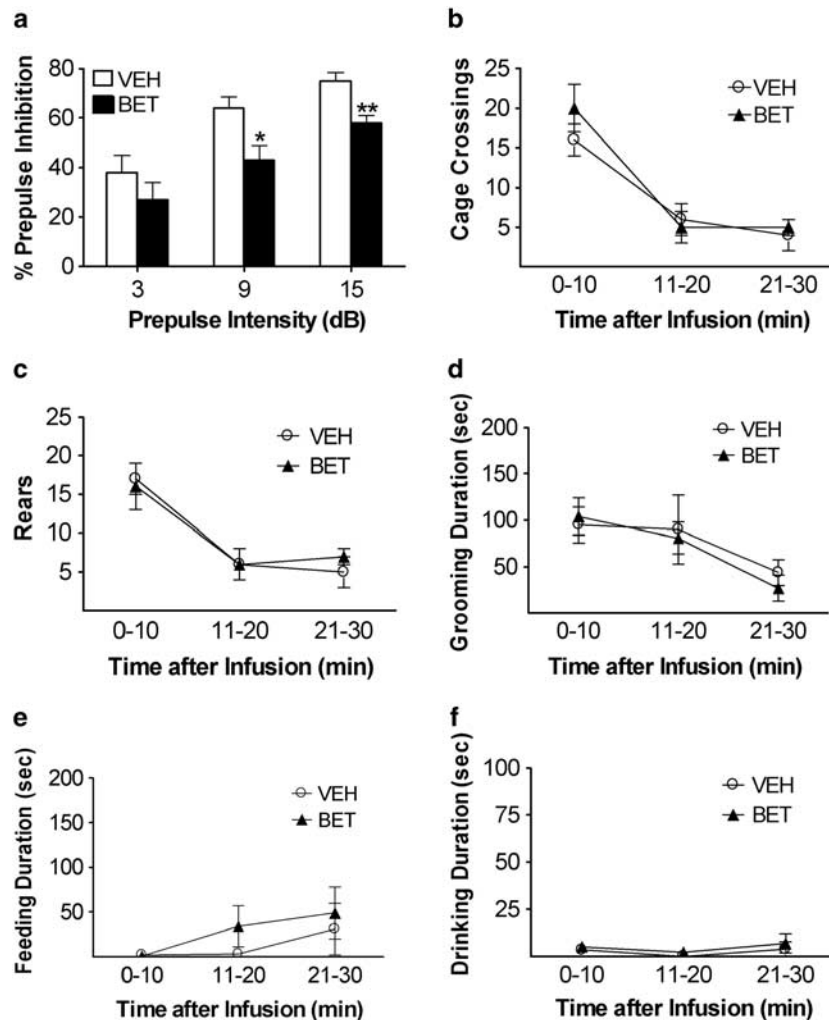 a
% Prepulse Inhibition
80
60
40
20
0
VEH
BET
*
**
3 9 15
Prepulse Intensity (dB)
b
Cage Crossings
25
20
15
10
5
VEH
BET
0-10 11-20 21-30
Time after Infusion (min)
c
Rears
25
20
15
10
5
VEH
BET
0-10 11-20 21-30
Time after Infusion (min)
d
Grooming Duration (sec)
200
150
100
50
VEH
BET
0-10 11-20 21-30
Time after Infusion (min)
e
Feeding Duration (sec)
200
150
100
50
VEH
BET
0-10 11-20 21-30
Time after Infusion (min)
f
Drinking Duration (sec)
100
75
50
25
VEH
BET
0-10 11-20 21-30
Time after Infusion (min)